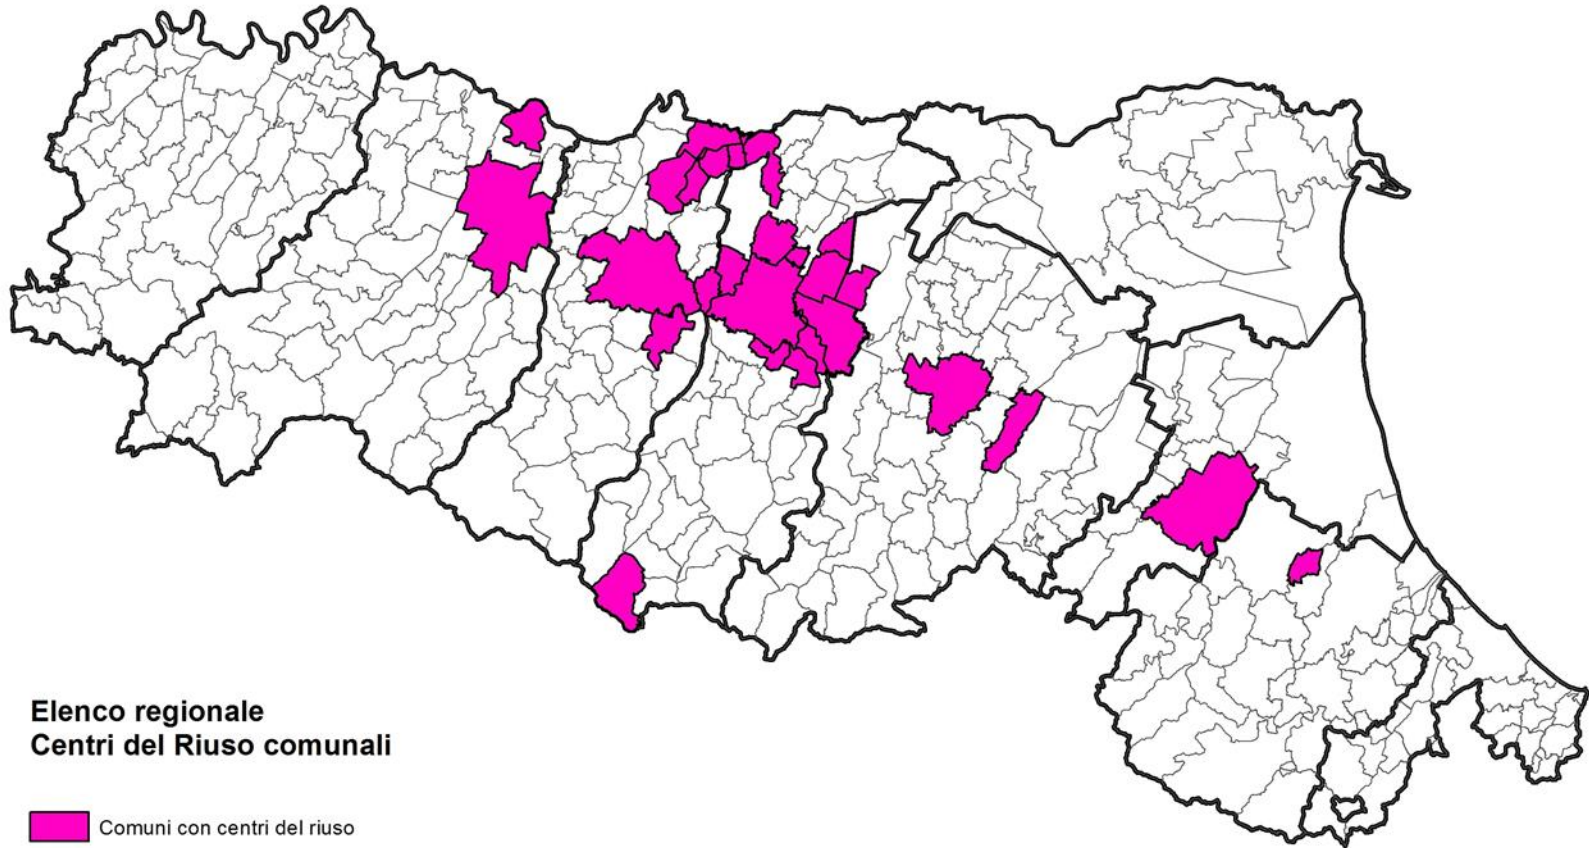 Elenco regionale
Centri del Riuso comunali
Comuni con centri del riuso